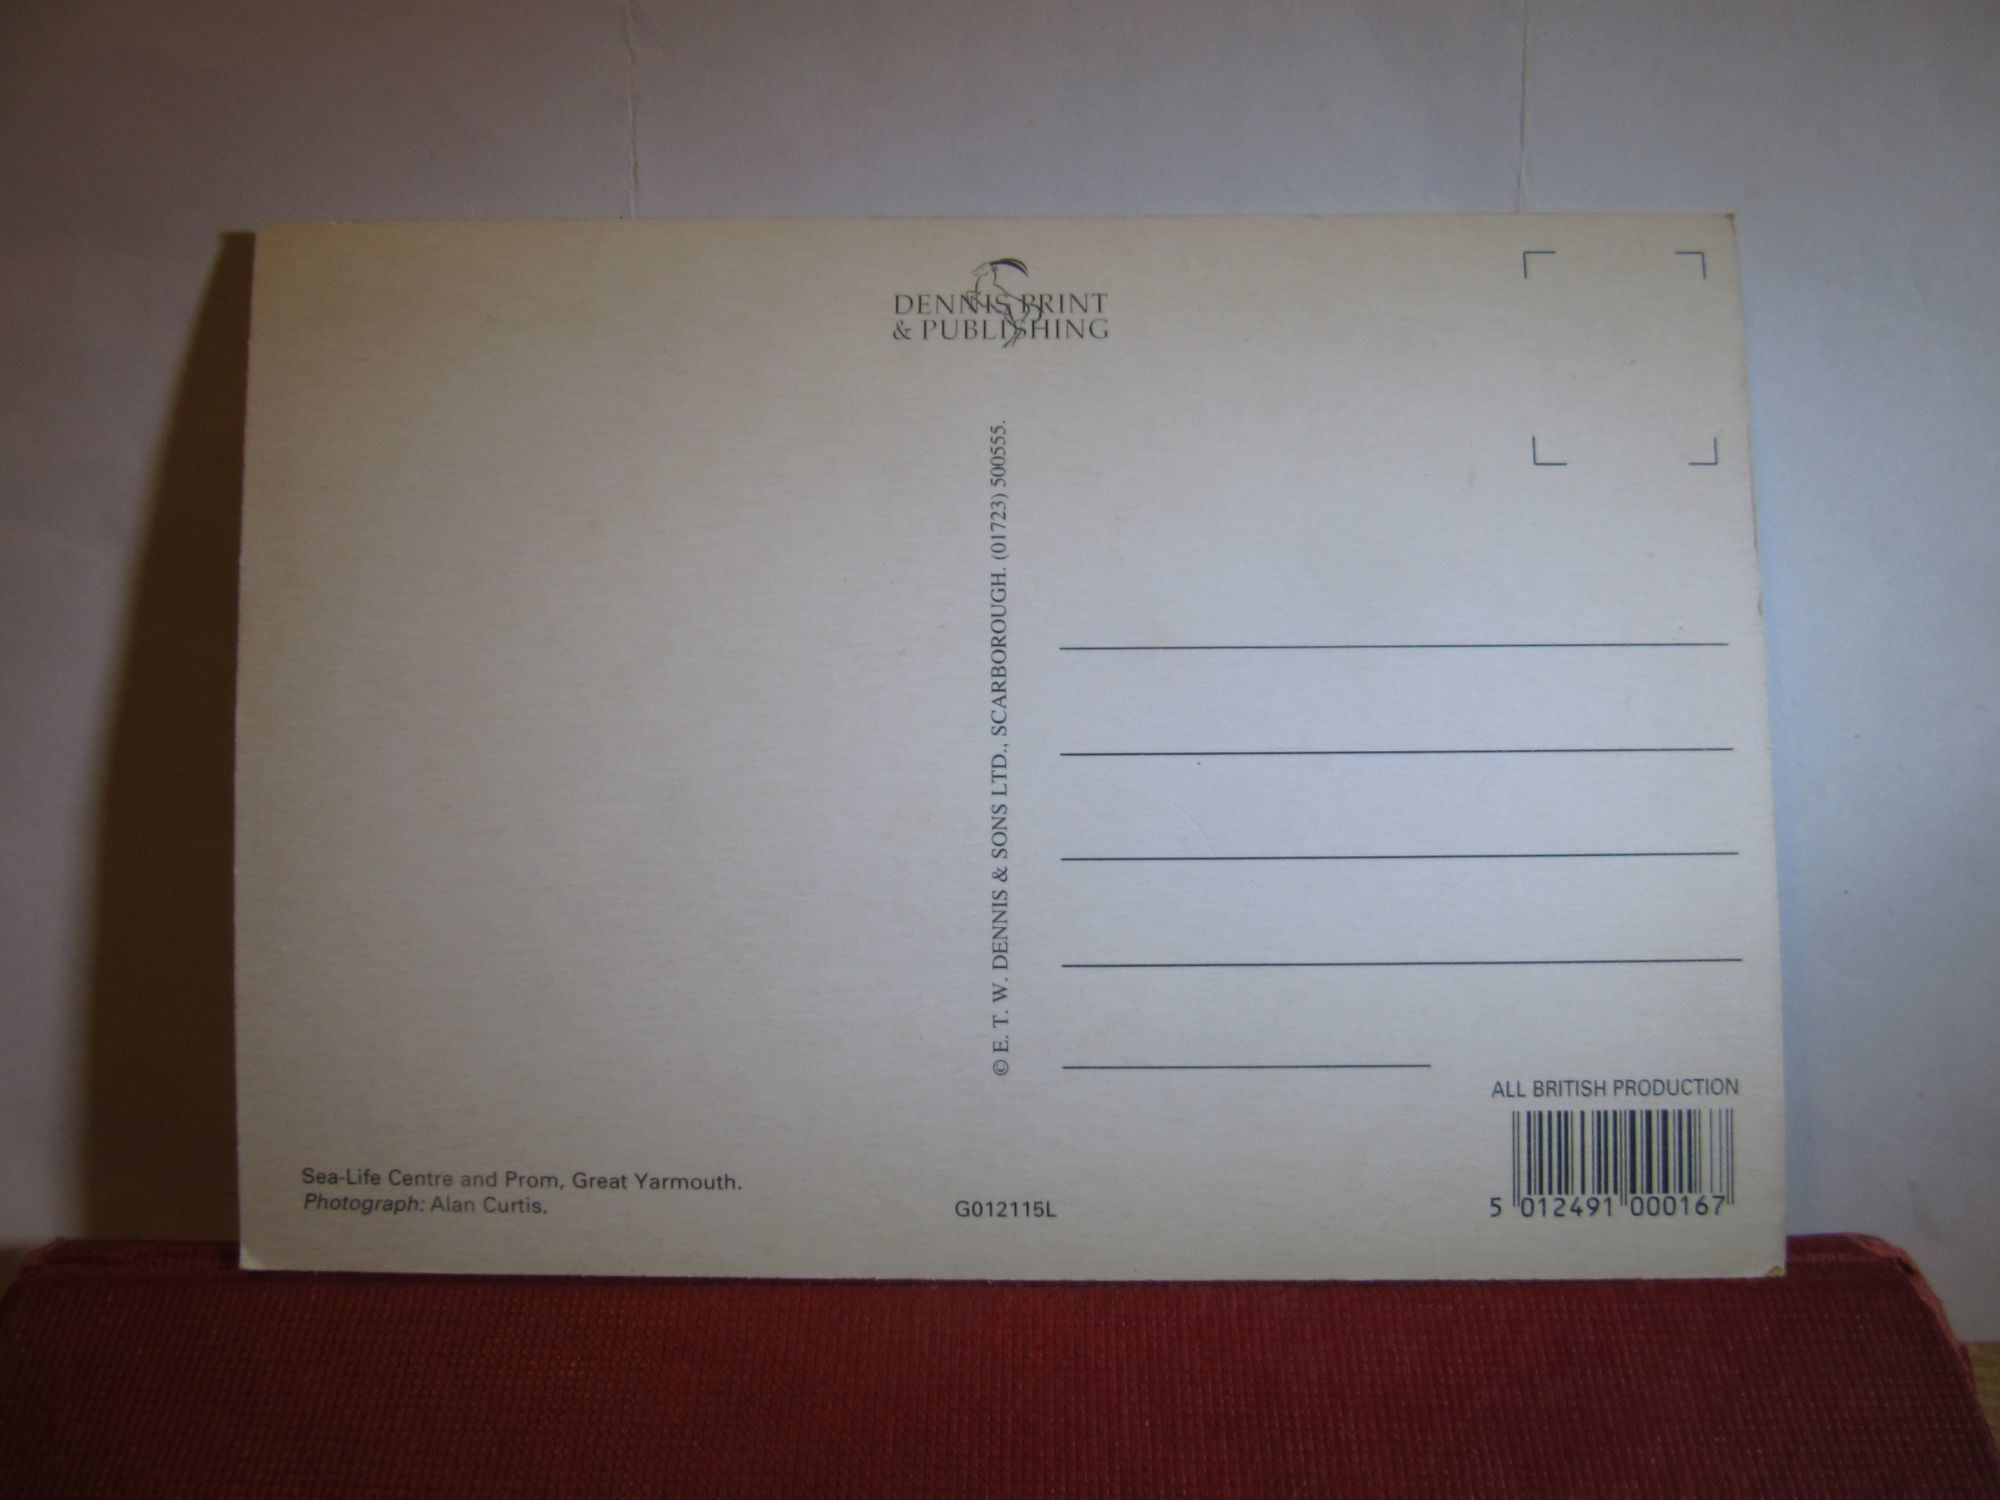 DENNIS PRINT
& PUBLISHING
© E. T. W. DENNIS & SONS LTD., SCARBOROUGH. (01723) 500555.
ALL BRITISH PRODUCTION
5 012491 000167
Sea-Life Centre and Prom, Great Yarmouth.
Photograph: Alan Curtis.
G012115L